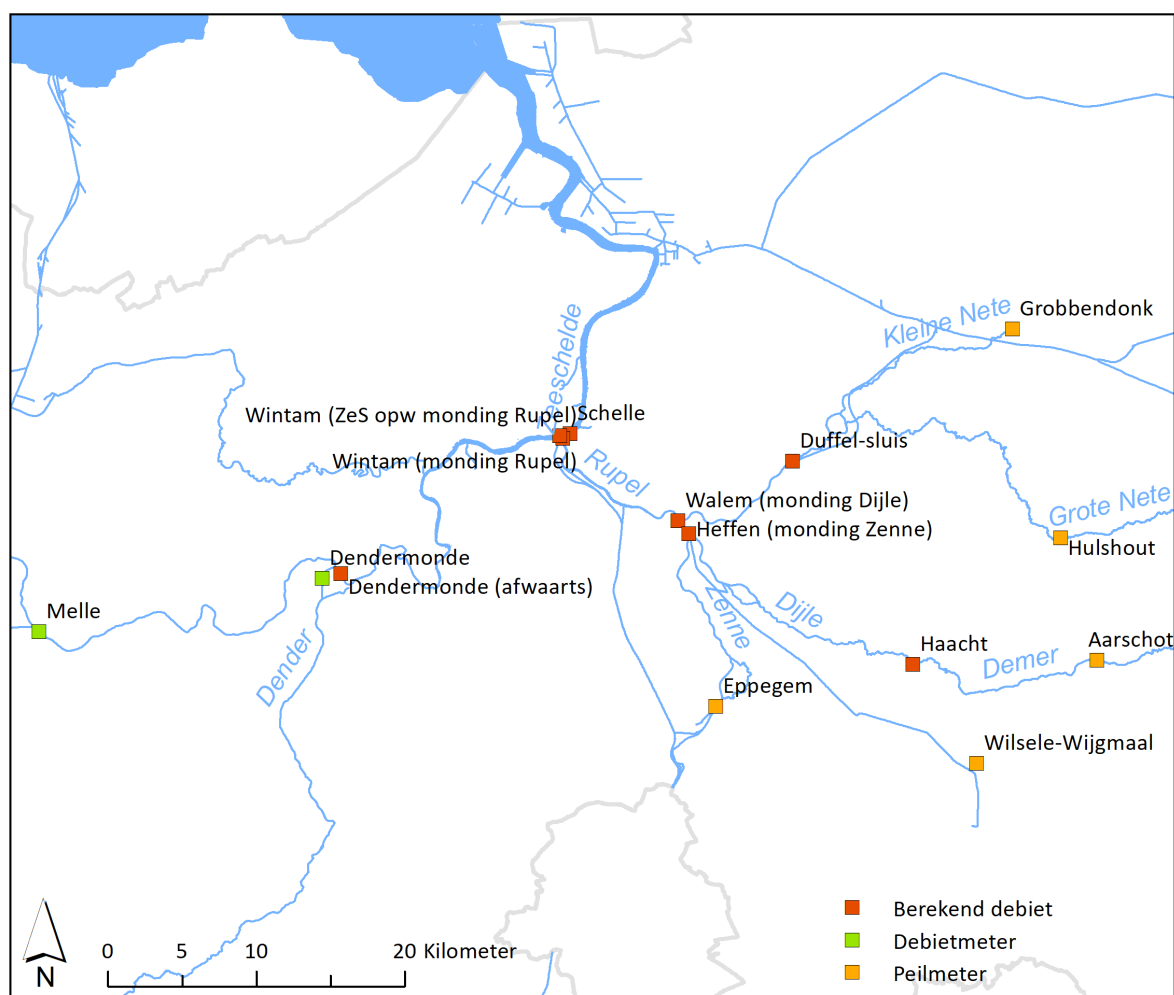 Kleine Nete
Grobbendonk
Zeeschelde
Wintam (ZeS opw monding Rupel)
Schelle
Wintam (monding Rupel)
Rupel
Duffel-sluis
Walem (monding Dijle)
Heffen (monding Zenne)
Grote Nete
Hulshout
Dendermonde
Dendermonde (afwaarts)
Melle
Dender
Zenne
Dijle
Haacht
Demer
Aarschot
Eppegem
Wilsele-Wijgmaal
Berekend debiet
Debietmeter
Peilmeter
0 5 10 20 Kilometer
N